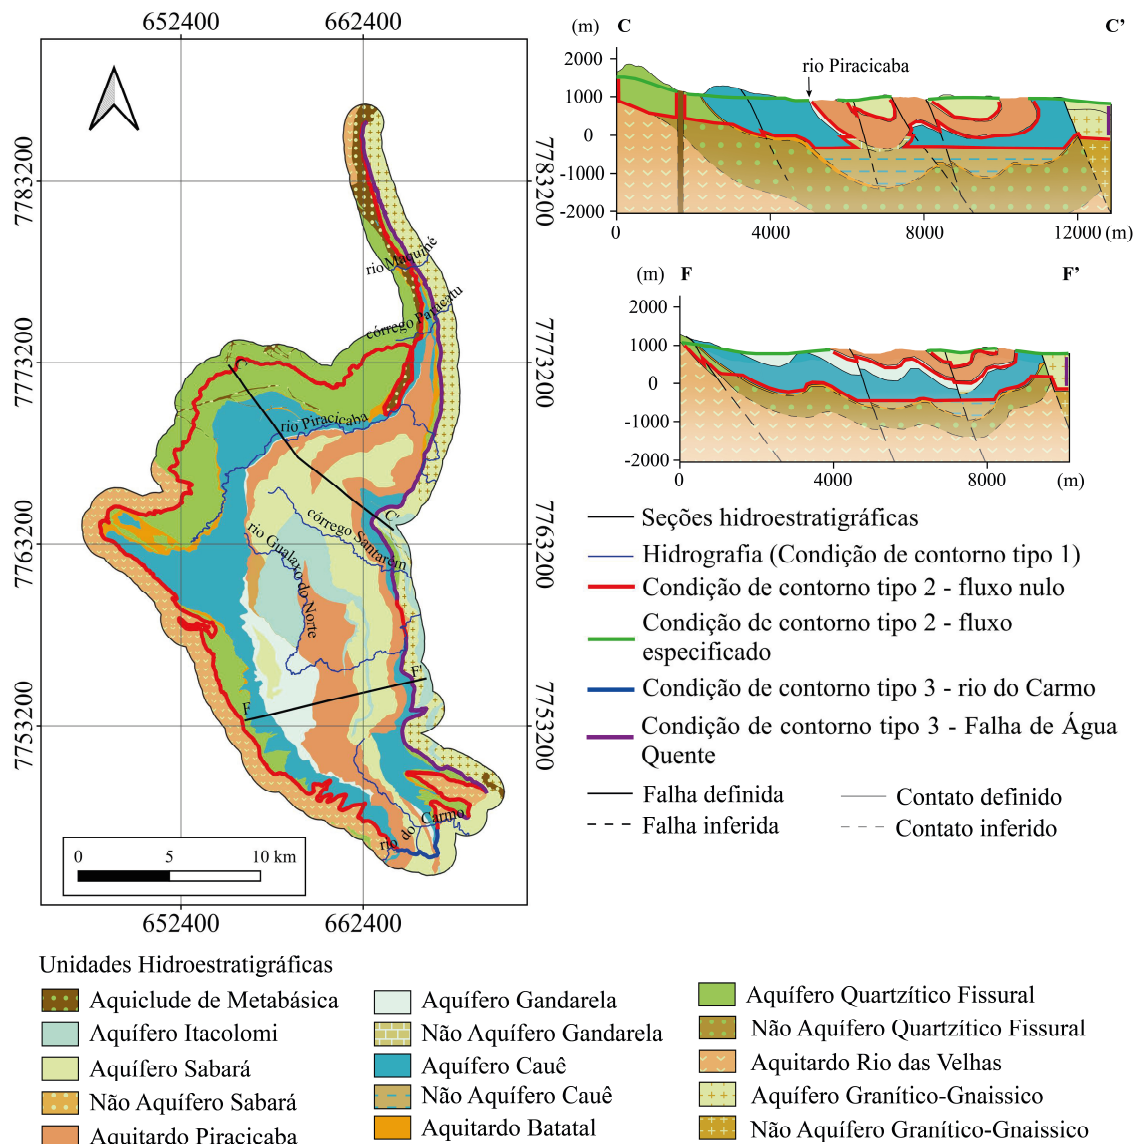 652400
662400
7783200
7773200
7763200
7753200
7783200
7773200
7763200
7753200
652400
662400
rio Maquiné
córrego Paracatu
C
rio Piracicaba
C'
córrego Santarém
rio Gualaxo do Norte
F
F'
rio do Carmo
0
5
10 km
(m)
C
C’
rio Piracicaba
2000
1000
0
-1000
-2000
0
4000
8000
12000 (m)
(m)
F
F’
2000
1000
0
-1000
-2000
0
4000
8000
(m)
Seções hidroestratigráficas
Hidrografia (Condição de contorno tipo 1)
Condição de contorno tipo 2 - fluxo nulo
Condição de contorno tipo 2 - fluxo
especificado
Condição de contorno tipo 3 - rio do Carmo
Condição de contorno tipo 3 - Falha de Água
Quente
Falha definida
Contato definido
Falha inferida
Contato inferido
Unidades Hidroestratigráficas
Aquiclude de Metabásica
Aquífero Itacolomi
Aquífero Sabará
Não Aquífero Sabará
Aquitardo Piracicaba
Aquífero Gandarela
Não Aquífero Gandarela
Aquífero Cauê
Não Aquífero Cauê
Aquitardo Batatal
Aquífero Quartzítico Fissural
Não Aquífero Quartzítico Fissural
Aquitardo Rio das Velhas
Aquífero Granítico-Gnaissico
Não Aquífero Granítico-Gnaissico